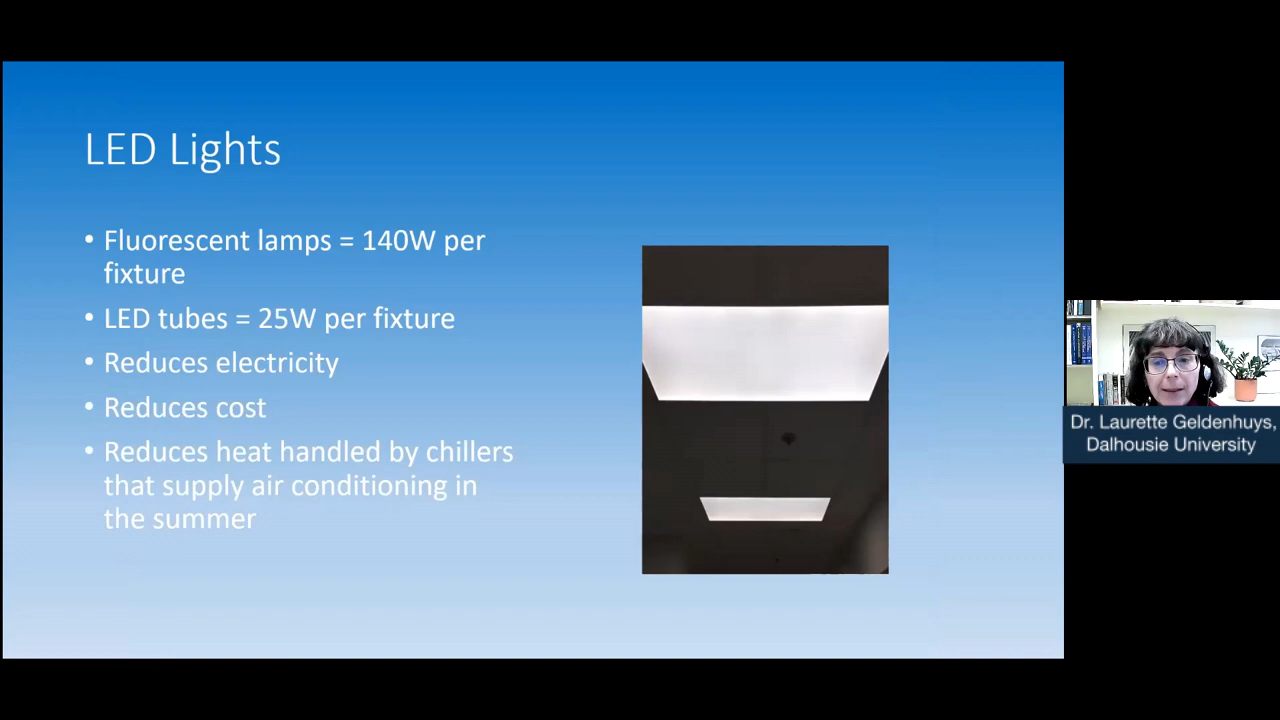 LED Lights
• Fluorescent lamps = 140W per
fixture
• LED tubes = 25W per fixture
• Reduces electricity
• Reduces cost
• Reduces heat handled by chillers
that supply air conditioning in
the summer
Dr. Laurette Geldenhuys,
Dalhousie University